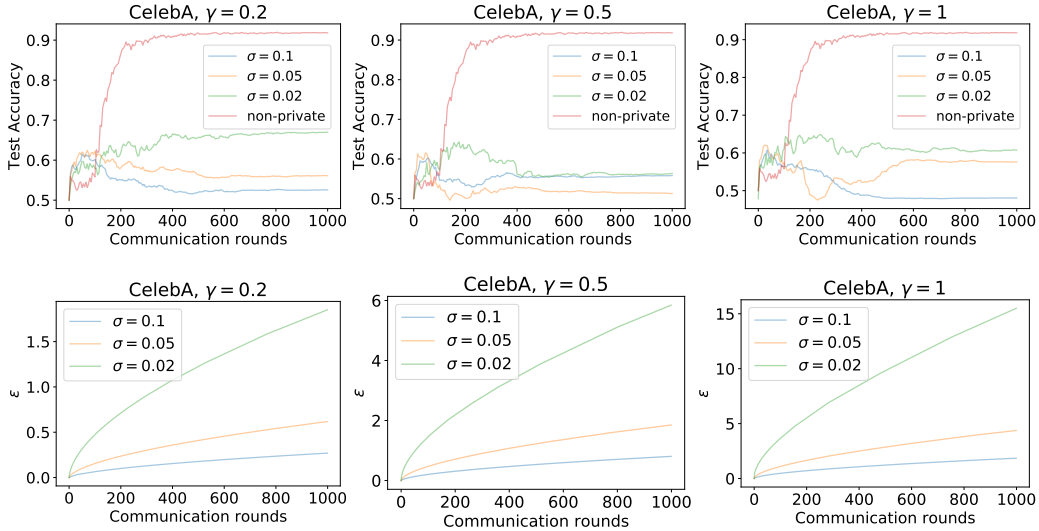 CelebA, γ = 0.2
Test Accuracy
0.9
0.8
0.7
0.6
0.5
σ = 0.1
σ = 0.05
σ = 0.02
non-private
0 200 400 600 800 1000
Communication rounds
CelebA, γ = 0.5
Test Accuracy
0.9
0.8
0.7
0.6
0.5
σ = 0.1
σ = 0.05
σ = 0.02
non-private
0 200 400 600 800 1000
Communication rounds
CelebA, γ = 1
Test Accuracy
0.9
0.8
0.7
0.6
0.5
σ = 0.1
σ = 0.05
σ = 0.02
non-private
0 200 400 600 800 1000
Communication rounds
CelebA, γ = 0.2
ε
1.5
1.0
0.5
0.0
σ = 0.1
σ = 0.05
σ = 0.02
0 200 400 600 800 1000
Communication rounds
CelebA, γ = 0.5
ε
6
4
2
0
σ = 0.1
σ = 0.05
σ = 0.02
0 200 400 600 800 1000
Communication rounds
CelebA, γ = 1
ε
15
10
5
0
σ = 0.1
σ = 0.05
σ = 0.02
0 200 400 600 800 1000
Communication rounds